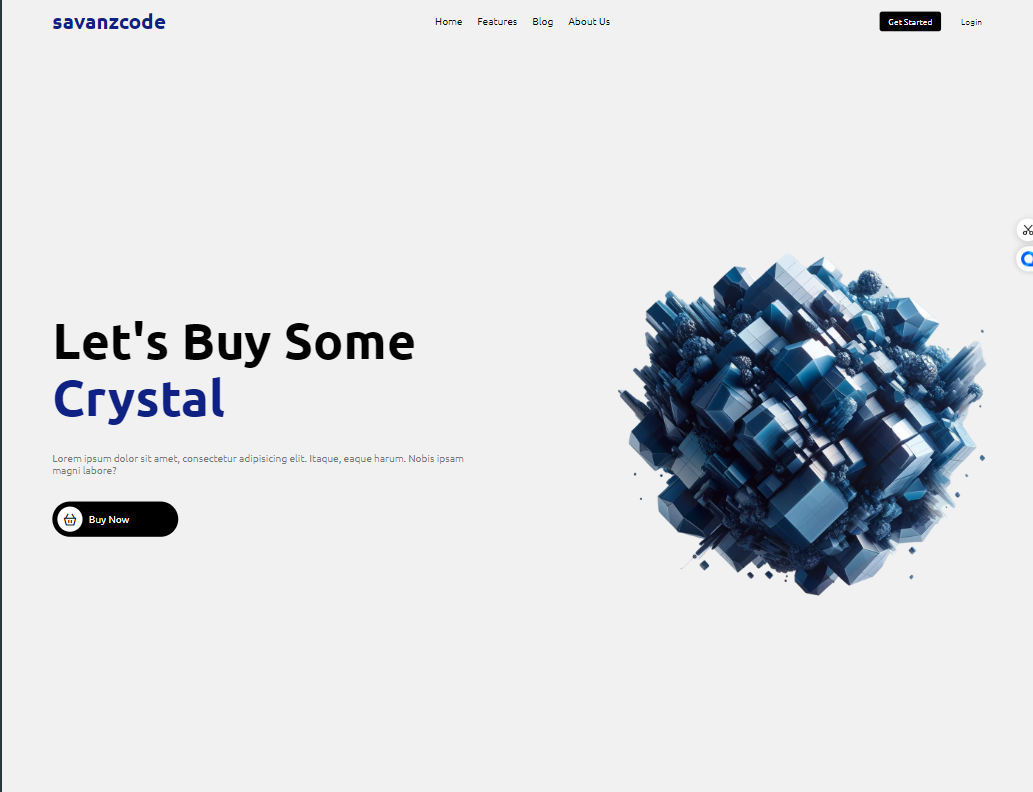 savanzcode
Home Features Blog About Us
Get Started Login
Let's Buy Some
Crystal
Lorem ipsum dolor sit amet, consectetur adipisicing elit. Itaque, eaque harum. Nobis ipsam
magni labore?
Buy Now